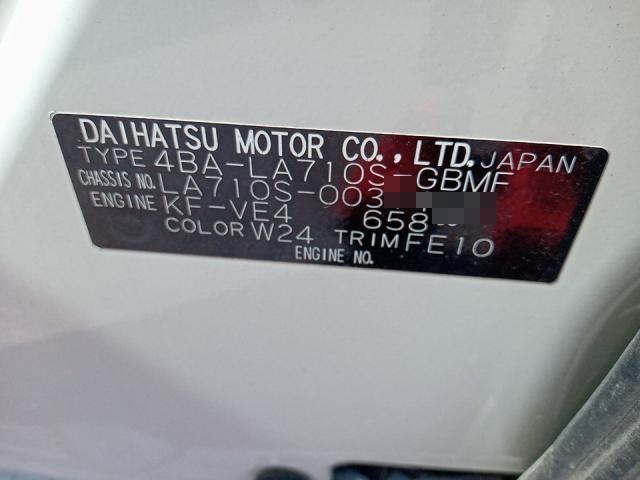 DAIHATSU MOTOR CO., LTD. JAPAN
TYPE 4BA-LA710S-GBMF
CHASSIS NO. LA710S-003
ENGINE KF-VE4 658
COLOR W24 TRIM FE10
ENGINE NO.